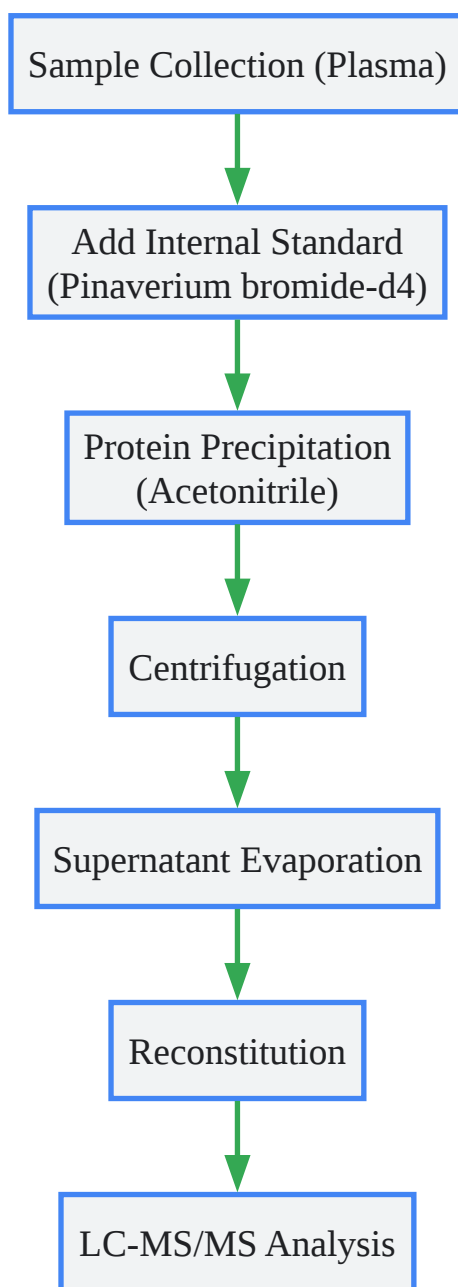 Sample Collection (Plasma)
Add Internal Standard
(Pinaverium bromide-d4)
Protein Precipitation
(Acetonitrile)
Centrifugation
Supernatant Evaporation
Reconstitution
LC-MS/MS Analysis